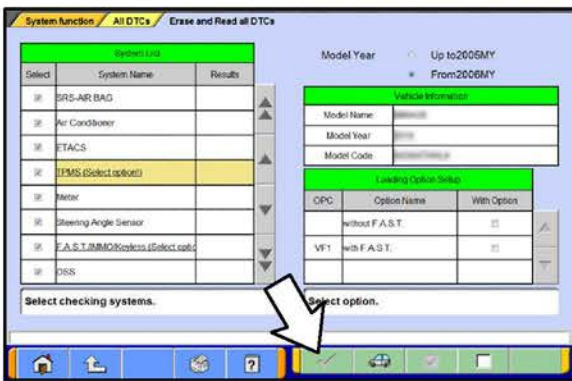 System function
All DTCs
Erase and Read all DTCs
System List
Select
System Name
Results
SRS-AIR BAG
Air Conditioner
ETACS
TPMS (Select option!)
Meter
Steering Angle Sensor
F.A.S.T./IMMO/Keyless (Select optic
OSS
Select checking systems.
Model Year
Up to2005MY
From2006MY
Vehicle Information
Model Name
Model Year
Model Code
Loading Option Setup
OPC
Option Name
With Option
without F.A.S.T.
VF1
with F.A.S.T.
Select option.
?